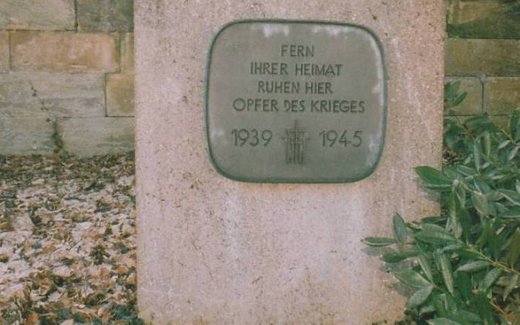 FERN
IHRER HEIMAT
RUHEN HIER
OPFER DES KRIEGES
1939 1945